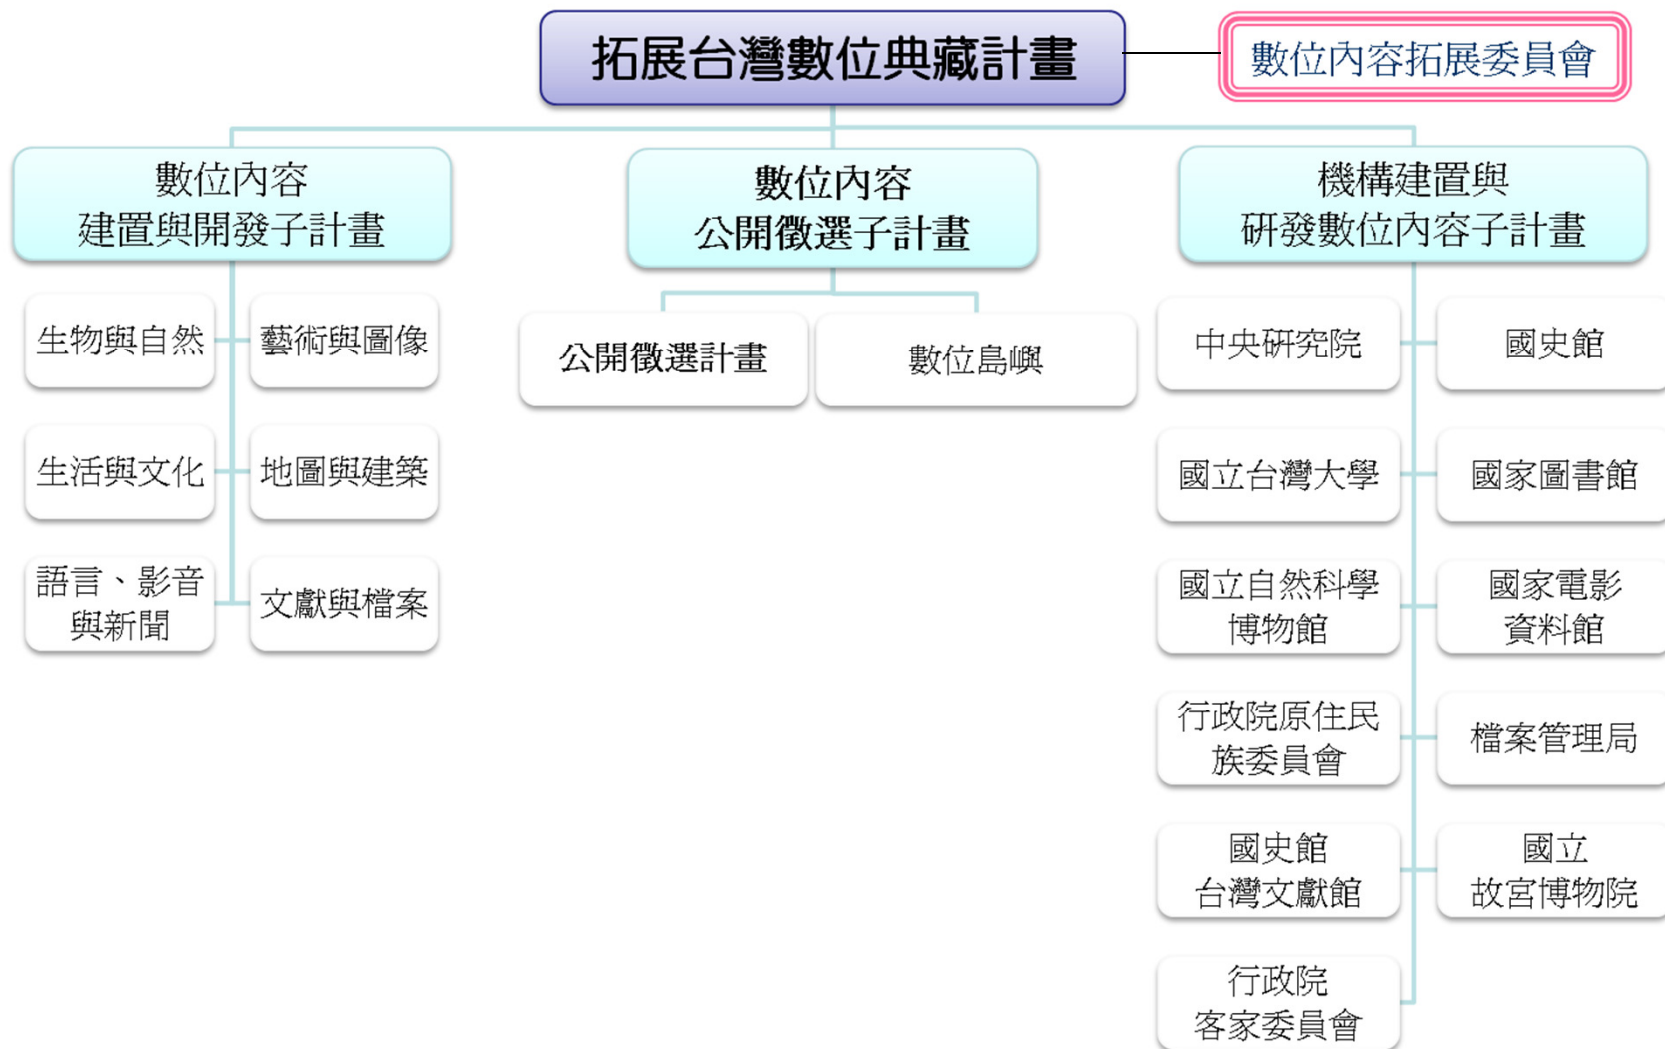 拓展台灣數位典藏計畫
數位內容拓展委員會
數位內容
建置與開發子計畫
生物與自然
藝術與圖像
生活與文化
地圖與建築
語言、影音
與新聞
文獻與檔案
數位內容
公開徵選子計畫
公開徵選計畫
數位島嶼
機構建置與
研發數位內容子計畫
中央研究院
國史館
國立台灣大學
國家圖書館
國立自然科學
博物館
國家電影
資料館
行政院原住民
族委員會
檔案管理局
國史館
台灣文獻館
國立
故宮博物院
行政院
客家委員會